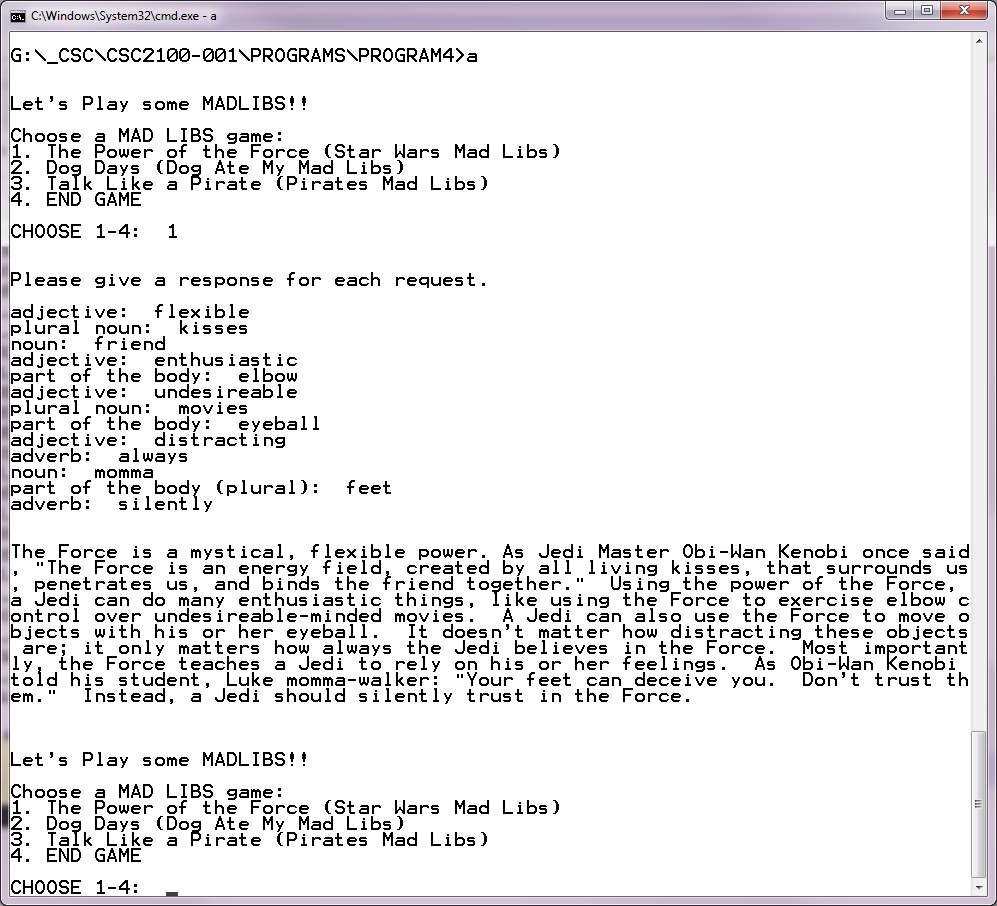 C:\Windows\System32\cmd.exe - a
G:\_CSC\CSC2100-001\PROGRAMS\PROGRAM4>a
Let's Play some MADLIBS!!
Choose a MAD LIBS game:
1. The Power of the Force (Star Wars Mad Libs)
2. Dog Days (Dog Ate My Mad Libs)
3. Talk Like a Pirate (Pirates Mad Libs)
4. END GAME
CHOOSE 1-4:  1
Please give a response for each request.
adjective:  flexible
plural noun:  kisses
noun:  friend
adjective:  enthusiastic
part of the body:  elbow
adjective:  undesireable
plural noun:  movies
part of the body:  eyeball
adjective:  distracting
adverb:  always
noun:  momma
part of the body (plural):  feet
adverb:  silently
The Force is a mystical, flexible power. As Jedi Master Obi-Wan Kenobi once said
, "The Force is an energy field, created by all living kisses, that surrounds us
, penetrates us, and binds the friend together."  Using the power of the Force,
a Jedi can do many enthusiastic things, like using the Force to exercise elbow c
ontrol over undesireable-minded movies.  A Jedi can also use the Force to move o
bjects with his or her eyeball.  It doesn't matter how distracting these objects
 are; it only matters how always the Jedi believes in the Force.  Most important
ly, the Force teaches a Jedi to rely on his or her feelings.  As Obi-Wan Kenobi
told his student, Luke momma-walker: "Your feet can deceive you.  Don't trust th
em."  Instead, a Jedi should silently trust in the Force.
Let's Play some MADLIBS!!
Choose a MAD LIBS game:
1. The Power of the Force (Star Wars Mad Libs)
2. Dog Days (Dog Ate My Mad Libs)
3. Talk Like a Pirate (Pirates Mad Libs)
4. END GAME
CHOOSE 1-4:  _